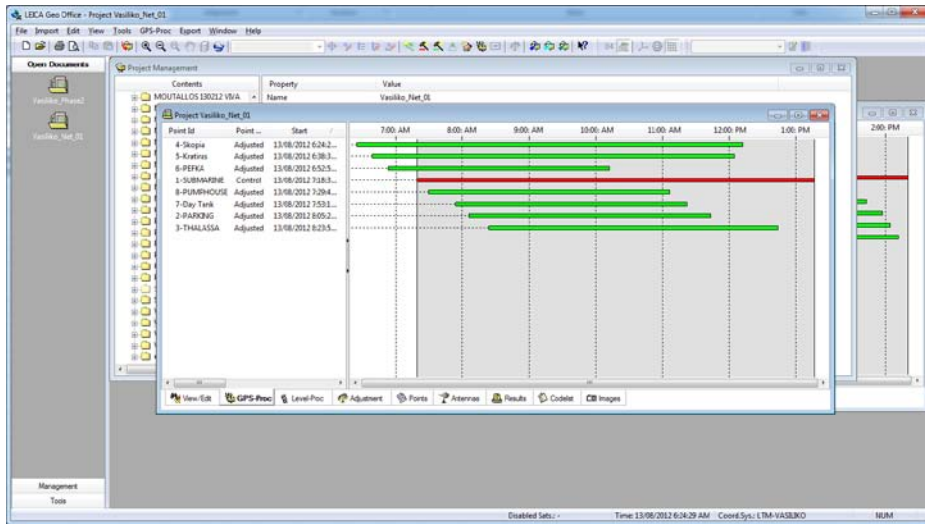 LEICA Geo Office - Project Vasiliko_Net_01
File Import Edit View Tools GPS-Proc Export Window Help
Open Documents
Vasiliko_Phase2
Vasiliko_Net_01
Project Management
Contents Property Value
MOUTALLOS 130212 VIVA Name Vasiliko_Net_01
Project Vasiliko_Net_01
Point Id Point ... Start 7:00: AM 8:00: AM 9:00: AM 10:00: AM 11:00: AM 12:00: PM 1:00: PM 2:00: PM
4-Skopia Adjusted 13/08/2012 6:24:2...
5-Kratiras Adjusted 13/08/2012 6:38:3...
6-PEFKA Adjusted 13/08/2012 6:52:5...
1-SUBMARINE Control 13/08/2012 7:18:3...
8-PUMPHOUSE Adjusted 13/08/2012 7:29:4...
7-Day Tank Adjusted 13/08/2012 7:53:1...
2-PARKING Adjusted 13/08/2012 8:05:2...
3-THALASSA Adjusted 13/08/2012 8:23:5...
View/Edit GPS-Proc Level-Proc Adjustment Points Antennas Results Codelist Images
Management
Tools
Disabled Sats.: - Time: 13/08/2012 6:24:29 AM Coord.Sys.: LTM-VASILIKO NUM